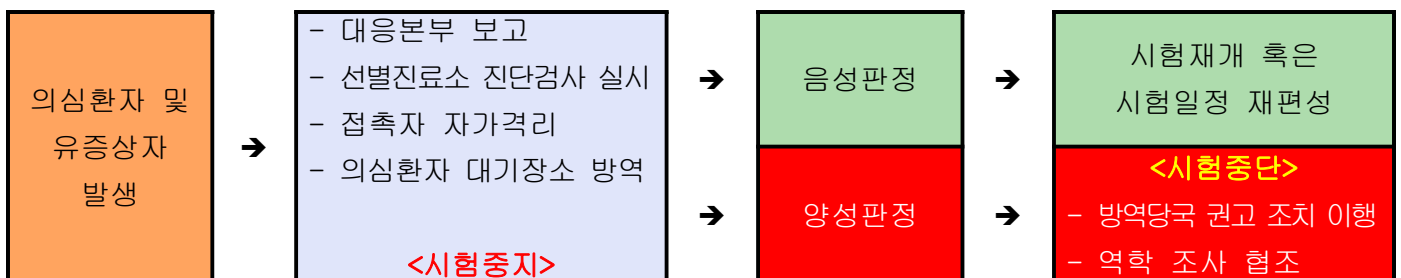 의심환자 및
유증상자
발생
➔
- 대응본부 보고
- 선별진료소 진단검사 실시
- 접촉자 자가격리
- 의심환자 대기장소 방역
<시험중지>
➔
음성판정
➔
시험재개 혹은
시험일정 재편성
➔
양성판정
➔
<시험중단>
- 방역당국 권고 조치 이행
- 역학 조사 협조